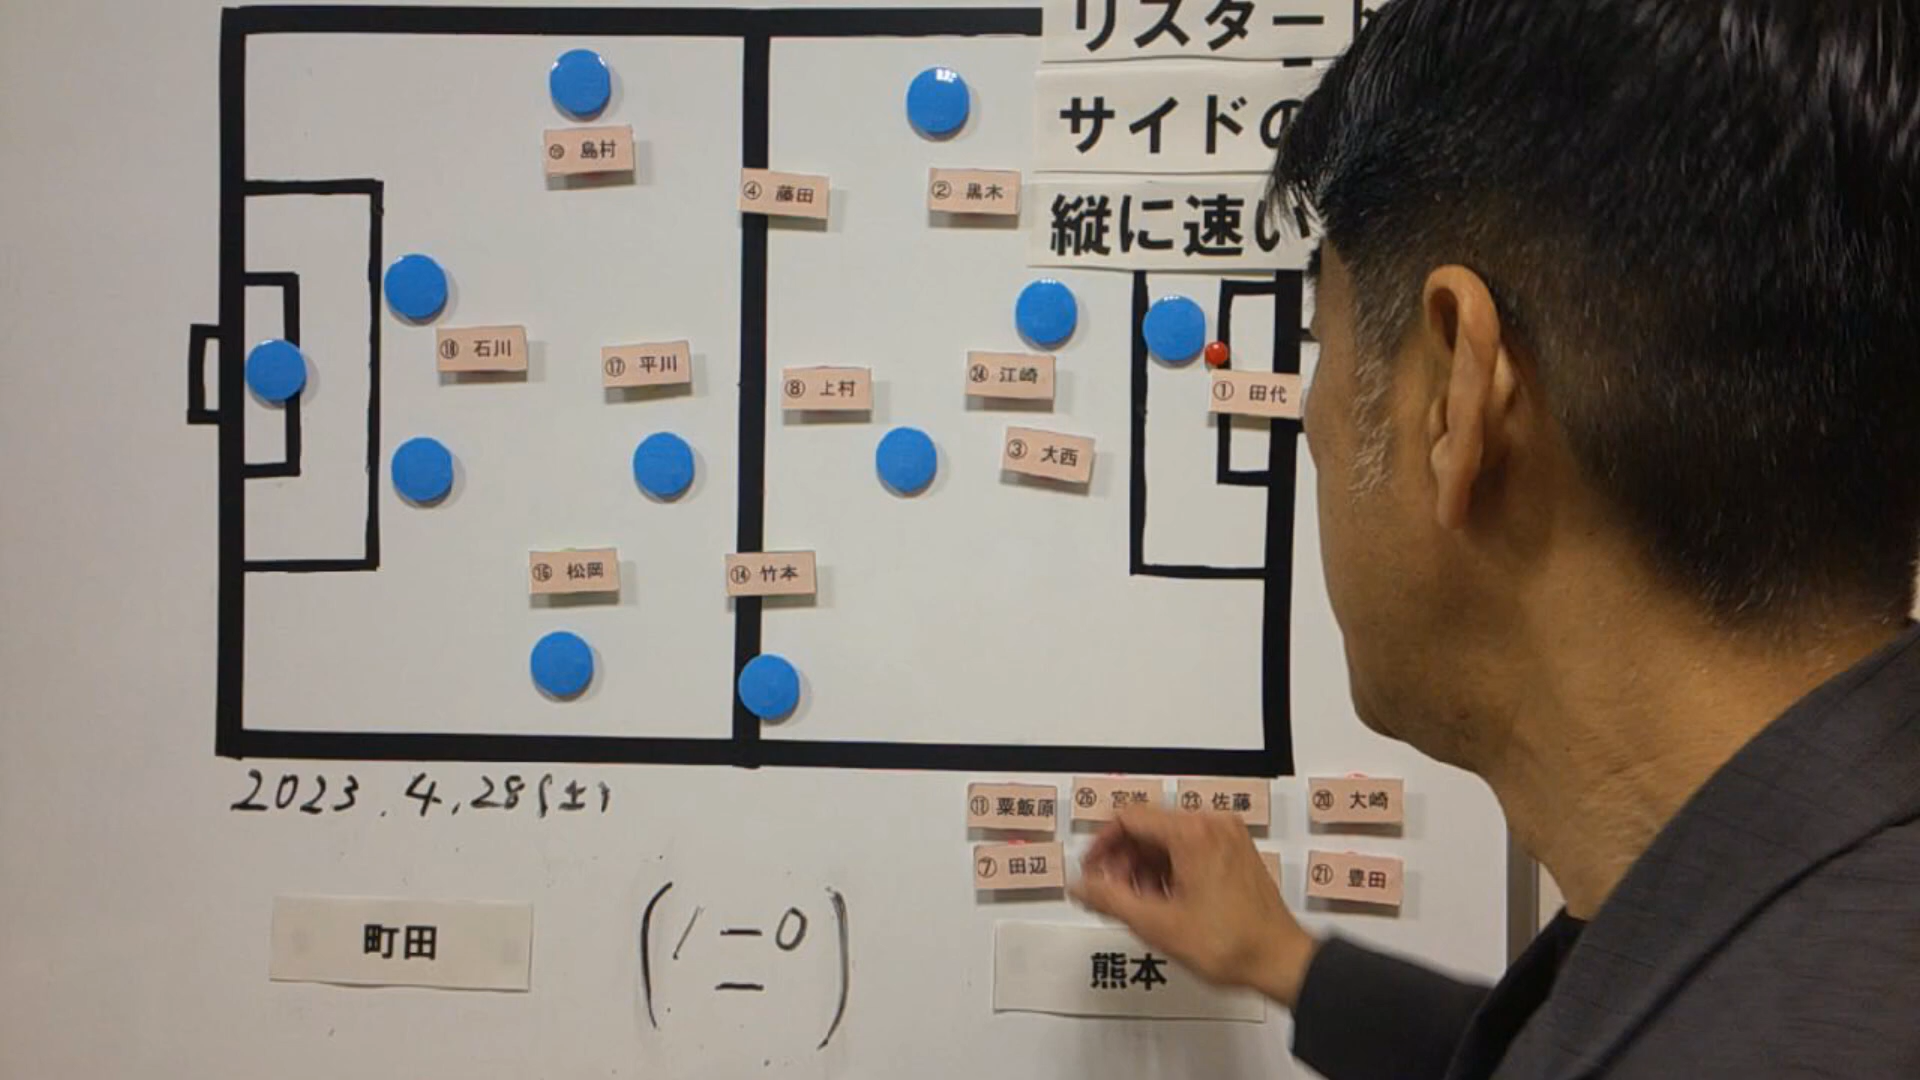 リスタート
サイドの
縦に速い
⑮ 島村
④ 藤田
② 黒木
⑱ 石川
⑰ 平川
⑧ 上村
㉔ 江崎
① 田代
③ 大西
⑯ 松岡
⑭ 竹本
2023.4.28(土)
⑪ 粟飯原
㉖ 宮嵜
㉓ 佐藤
⑳ 大崎
⑦ 田辺
㉑ 豊田
町田
(1-0)
-
熊本